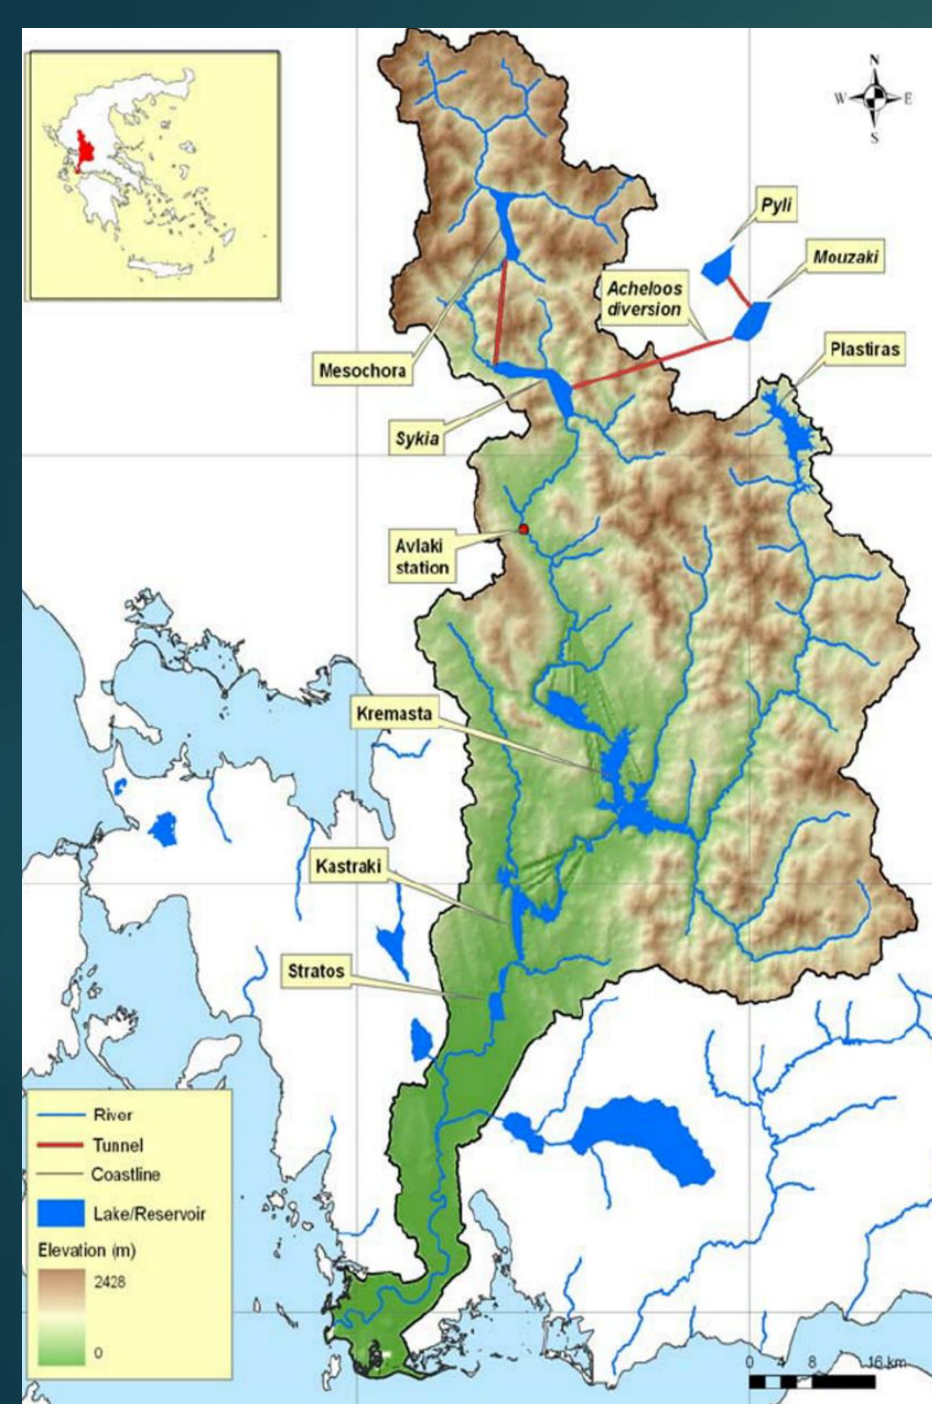 N
W E
S
Pyli
Mouzaki
Acheloos
diversion
Plastiras
Mesochora
Sykia
Avlaki
station
Kremasta
Kastraki
Stratos
River
Tunnel
Coastline
Lake/Reservoir
Elevation (m)
2428
0
0 4 8 16 km